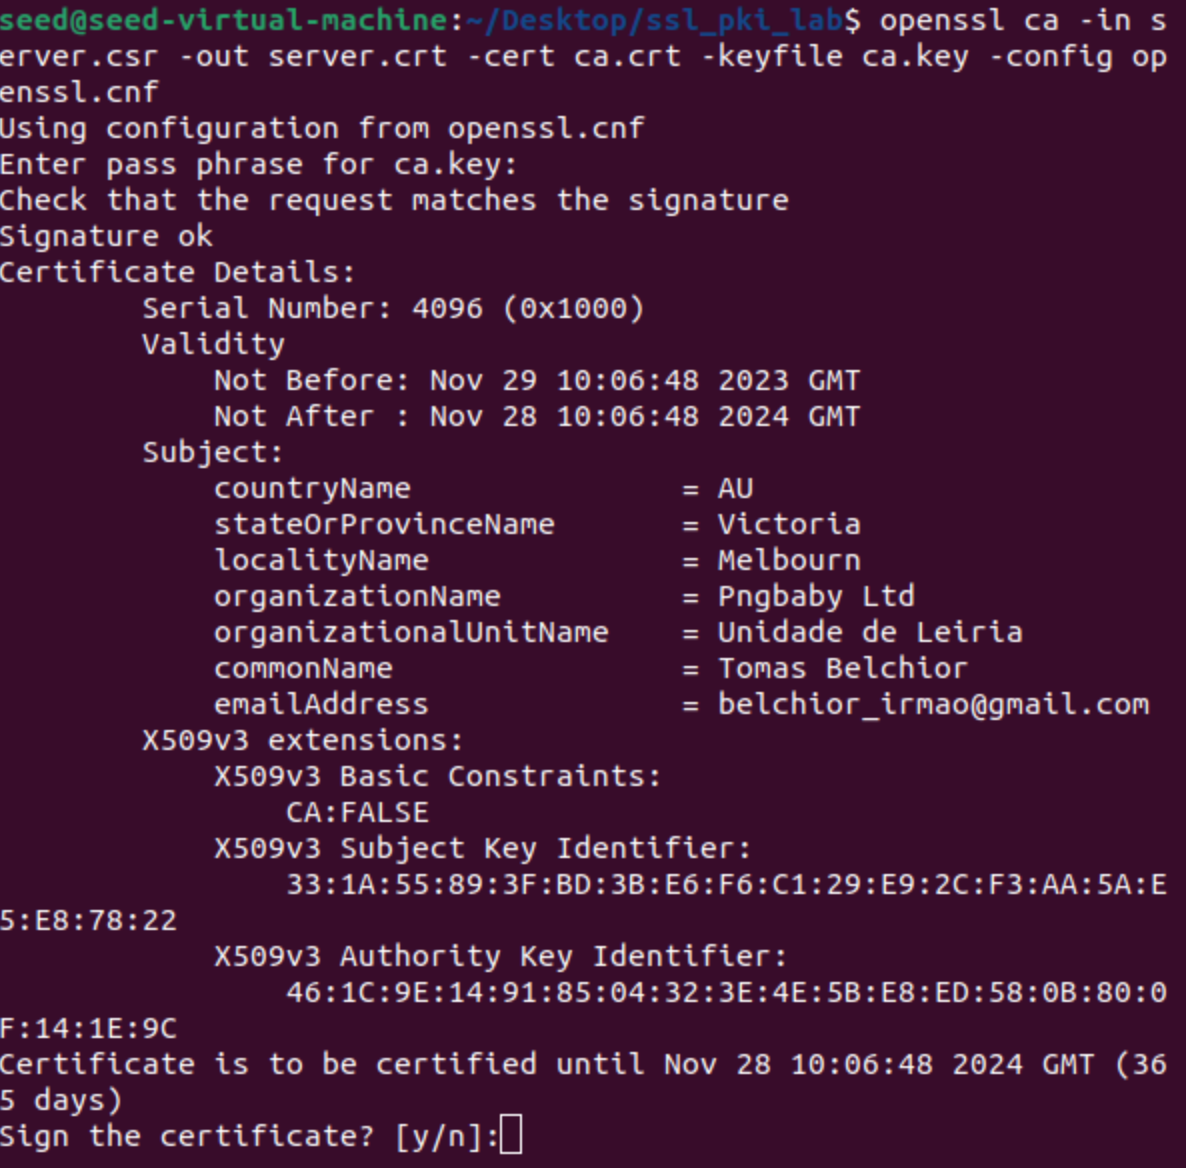 seed@seed-virtual-machine:~/Desktop/ssl_pki_lab$ openssl ca -in s
erver.csr -out server.crt -cert ca.crt -keyfile ca.key -config op
enssl.cnf
Using configuration from openssl.cnf
Enter pass phrase for ca.key:
Check that the request matches the signature
Signature ok
Certificate Details:
        Serial Number: 4096 (0x1000)
        Validity
            Not Before: Nov 29 10:06:48 2023 GMT
            Not After : Nov 28 10:06:48 2024 GMT
        Subject:
            countryName               = AU
            stateOrProvinceName       = Victoria
            localityName              = Melbourn
            organizationName          = Pngbaby Ltd
            organizationalUnitName    = Unidade de Leiria
            commonName                = Tomas Belchior
            emailAddress              = belchior_irmao@gmail.com
        X509v3 extensions:
            X509v3 Basic Constraints:
                CA:FALSE
            X509v3 Subject Key Identifier:
                33:1A:55:89:3F:BD:3B:E6:F6:C1:29:E9:2C:F3:AA:5A:E
5:E8:78:22
            X509v3 Authority Key Identifier:
                46:1C:9E:14:91:85:04:32:3E:4E:5B:E8:ED:58:0B:80:0
F:14:1E:9C
Certificate is to be certified until Nov 28 10:06:48 2024 GMT (36
5 days)
Sign the certificate? [y/n]: